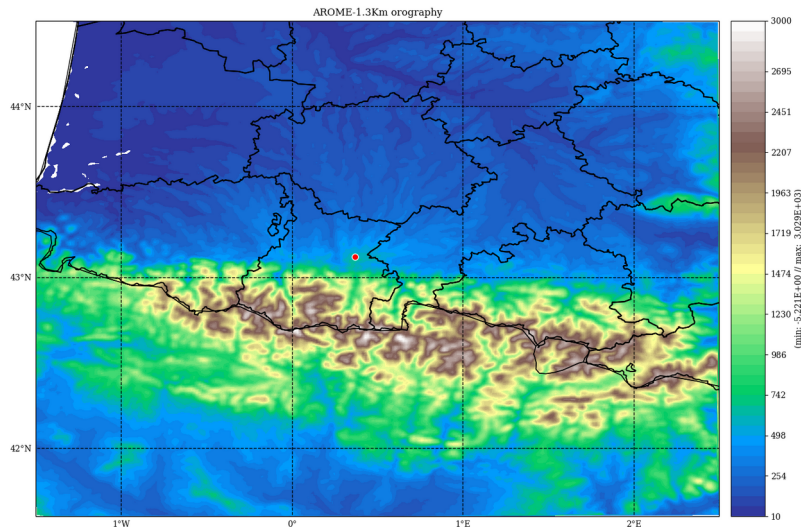 AROME-1.3Km orography
3000
2695
2451
2207
1963
1718
1474
1230
986
742
498
254
10
44°N
43°N
42°N
1°W
0°
1°E
2°E
[min: 5.221E+00 // max: 3.029E+03]